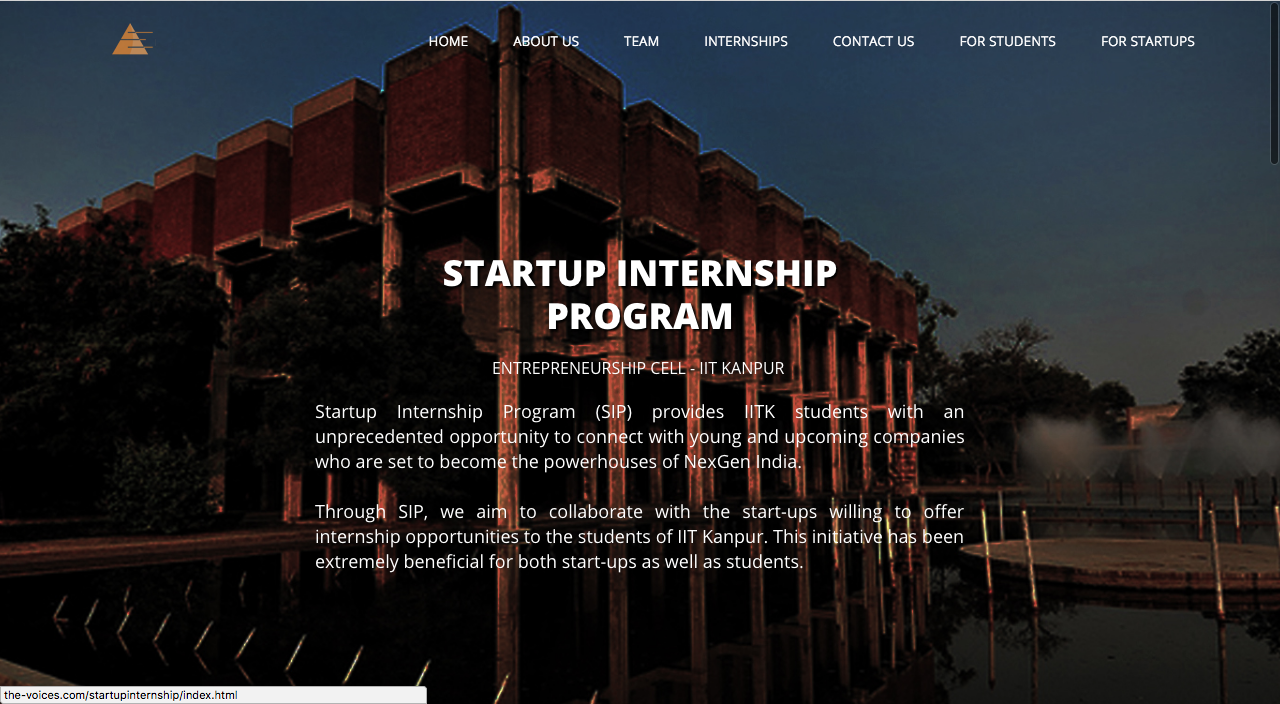 HOME ABOUT US TEAM INTERNSHIPS CONTACT US FOR STUDENTS FOR STARTUPS
STARTUP INTERNSHIP
PROGRAM
ENTREPRENEURSHIP CELL - IIT KANPUR
Startup Internship Program (SIP) provides IITK students with an
unprecedented opportunity to connect with young and upcoming companies
who are set to become the powerhouses of NexGen India.
Through SIP, we aim to collaborate with the start-ups willing to offer
internship opportunities to the students of IIT Kanpur. This initiative has been
extremely beneficial for both start-ups as well as students.
the-voices.com/startupinternship/index.html